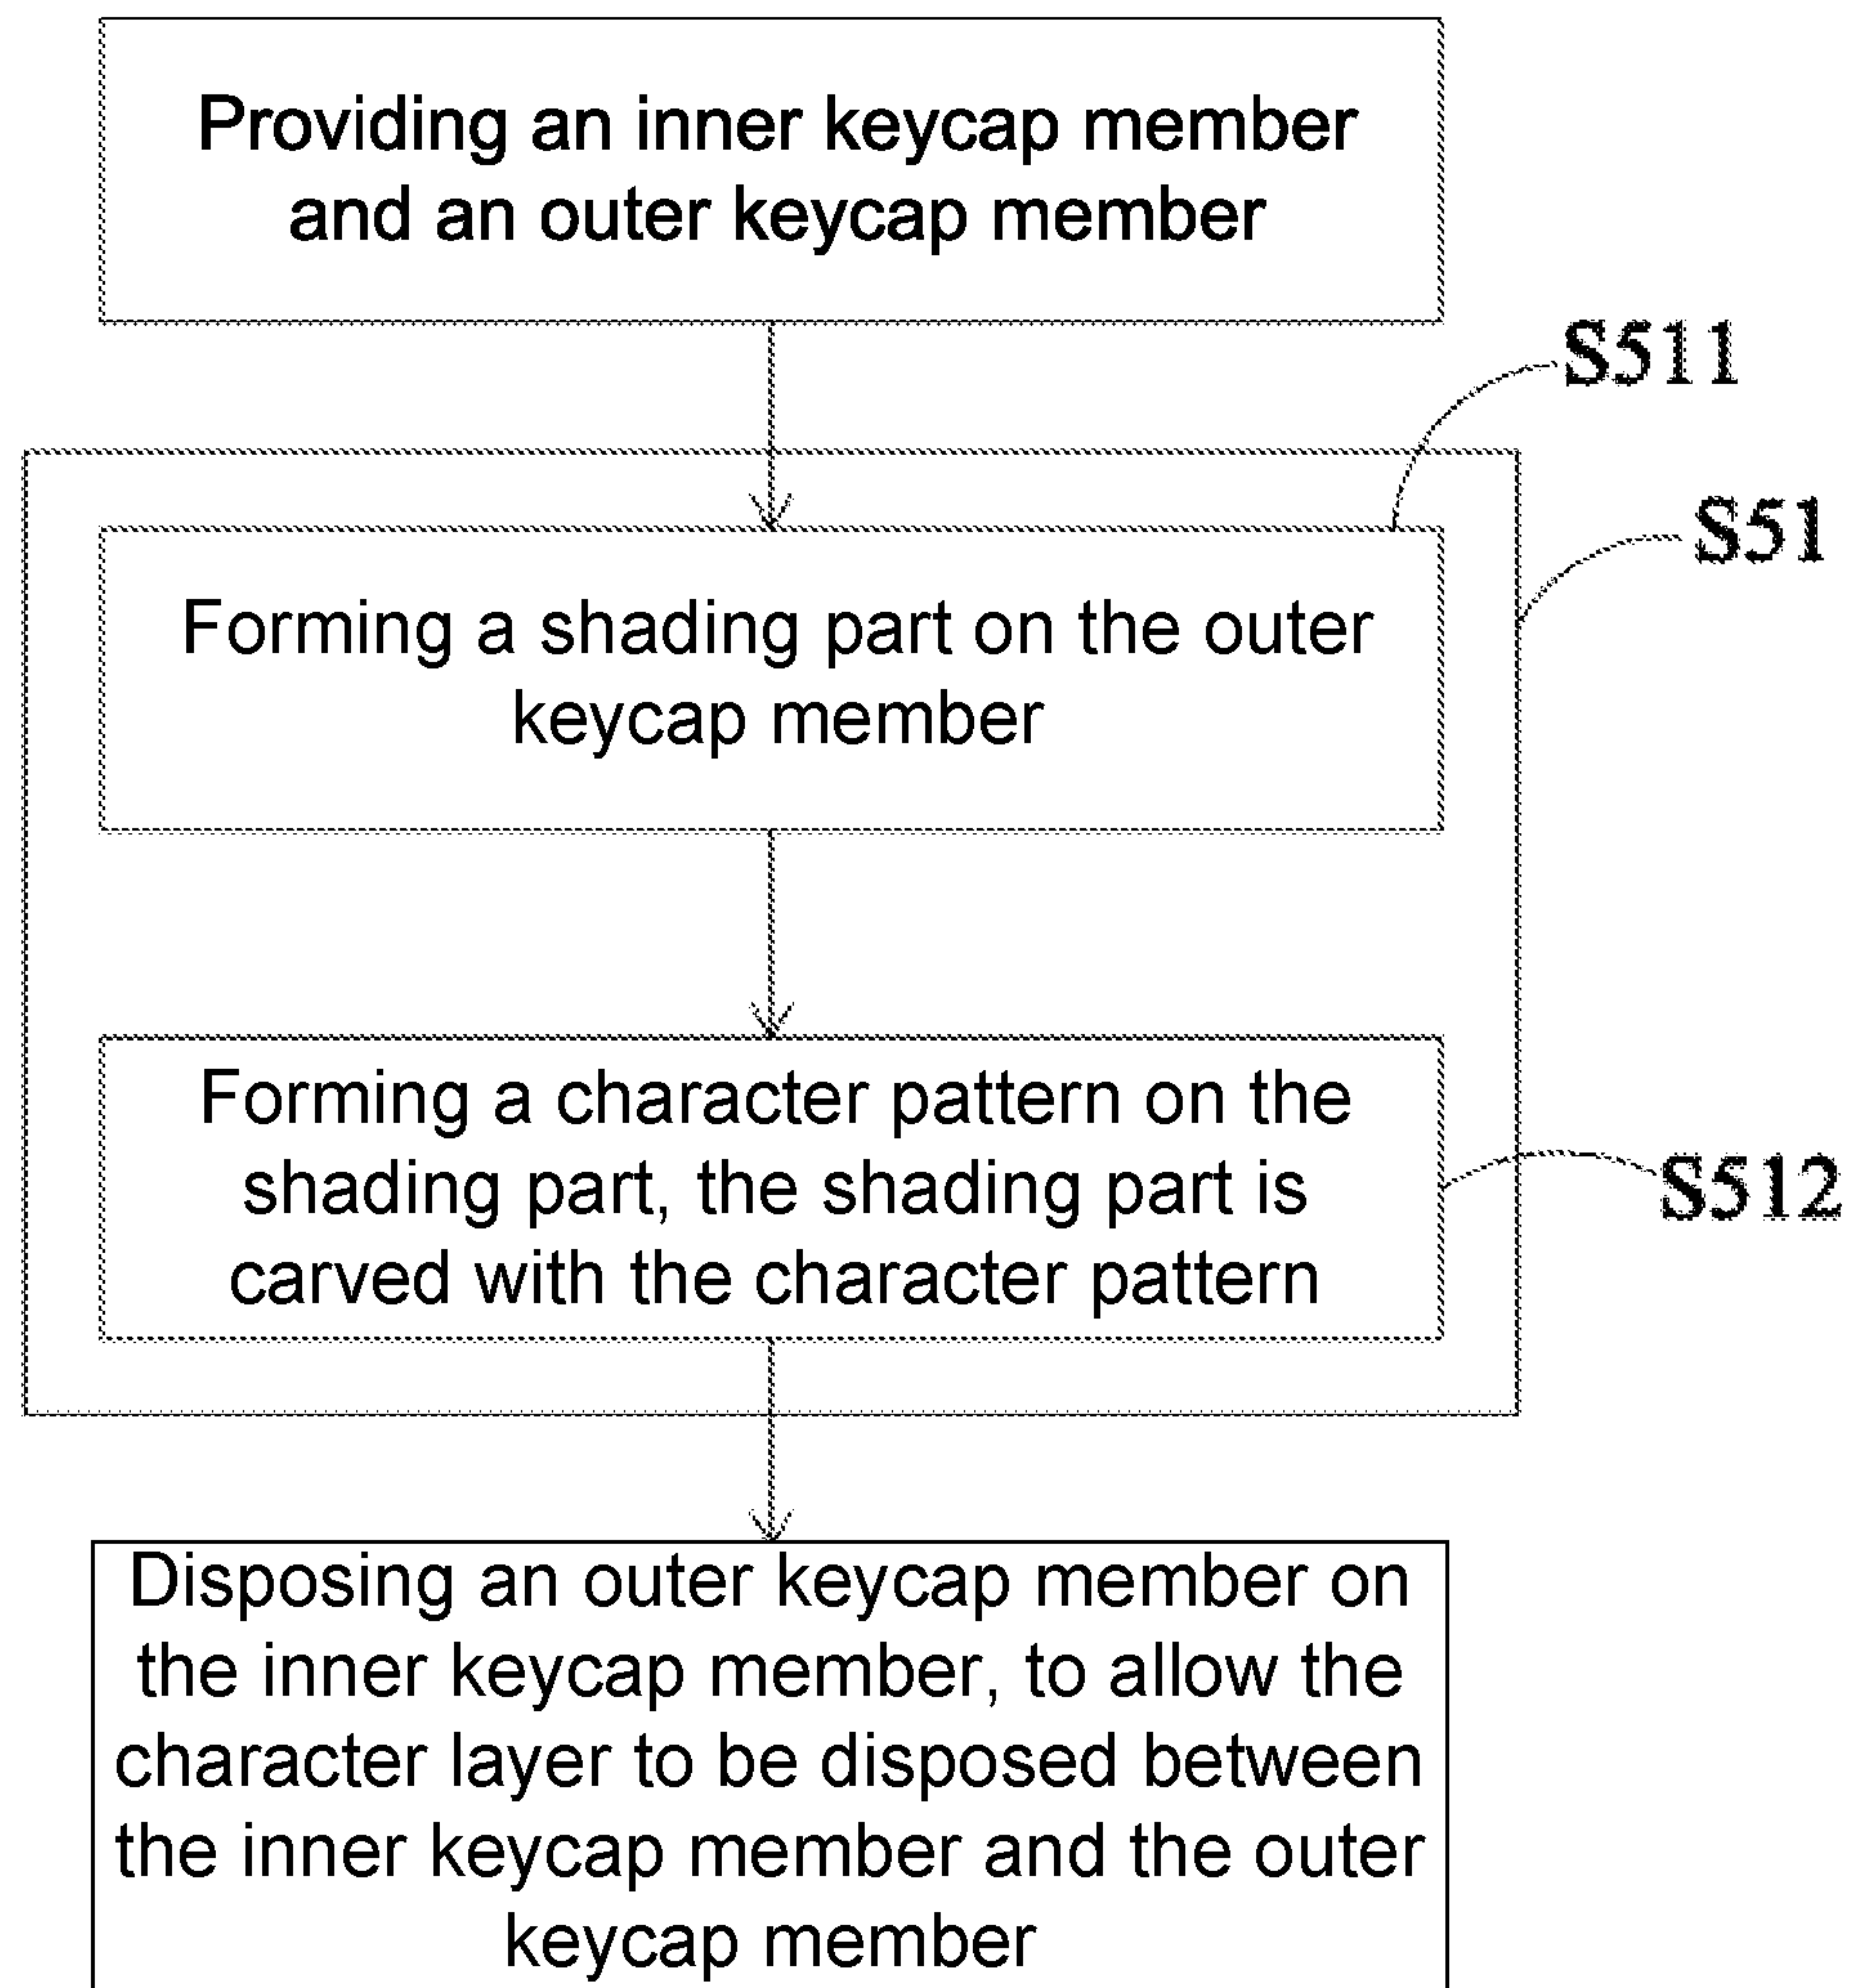 Providing an inner keycap member
and an outer keycap member
S511
S51
Forming a shading part on the outer
keycap member
Forming a character pattern on the
shading part, the shading part is
carved with the character pattern
S512
Disposing an outer keycap member on
the inner keycap member, to allow the
character layer to be disposed between
the inner keycap member and the outer
keycap member